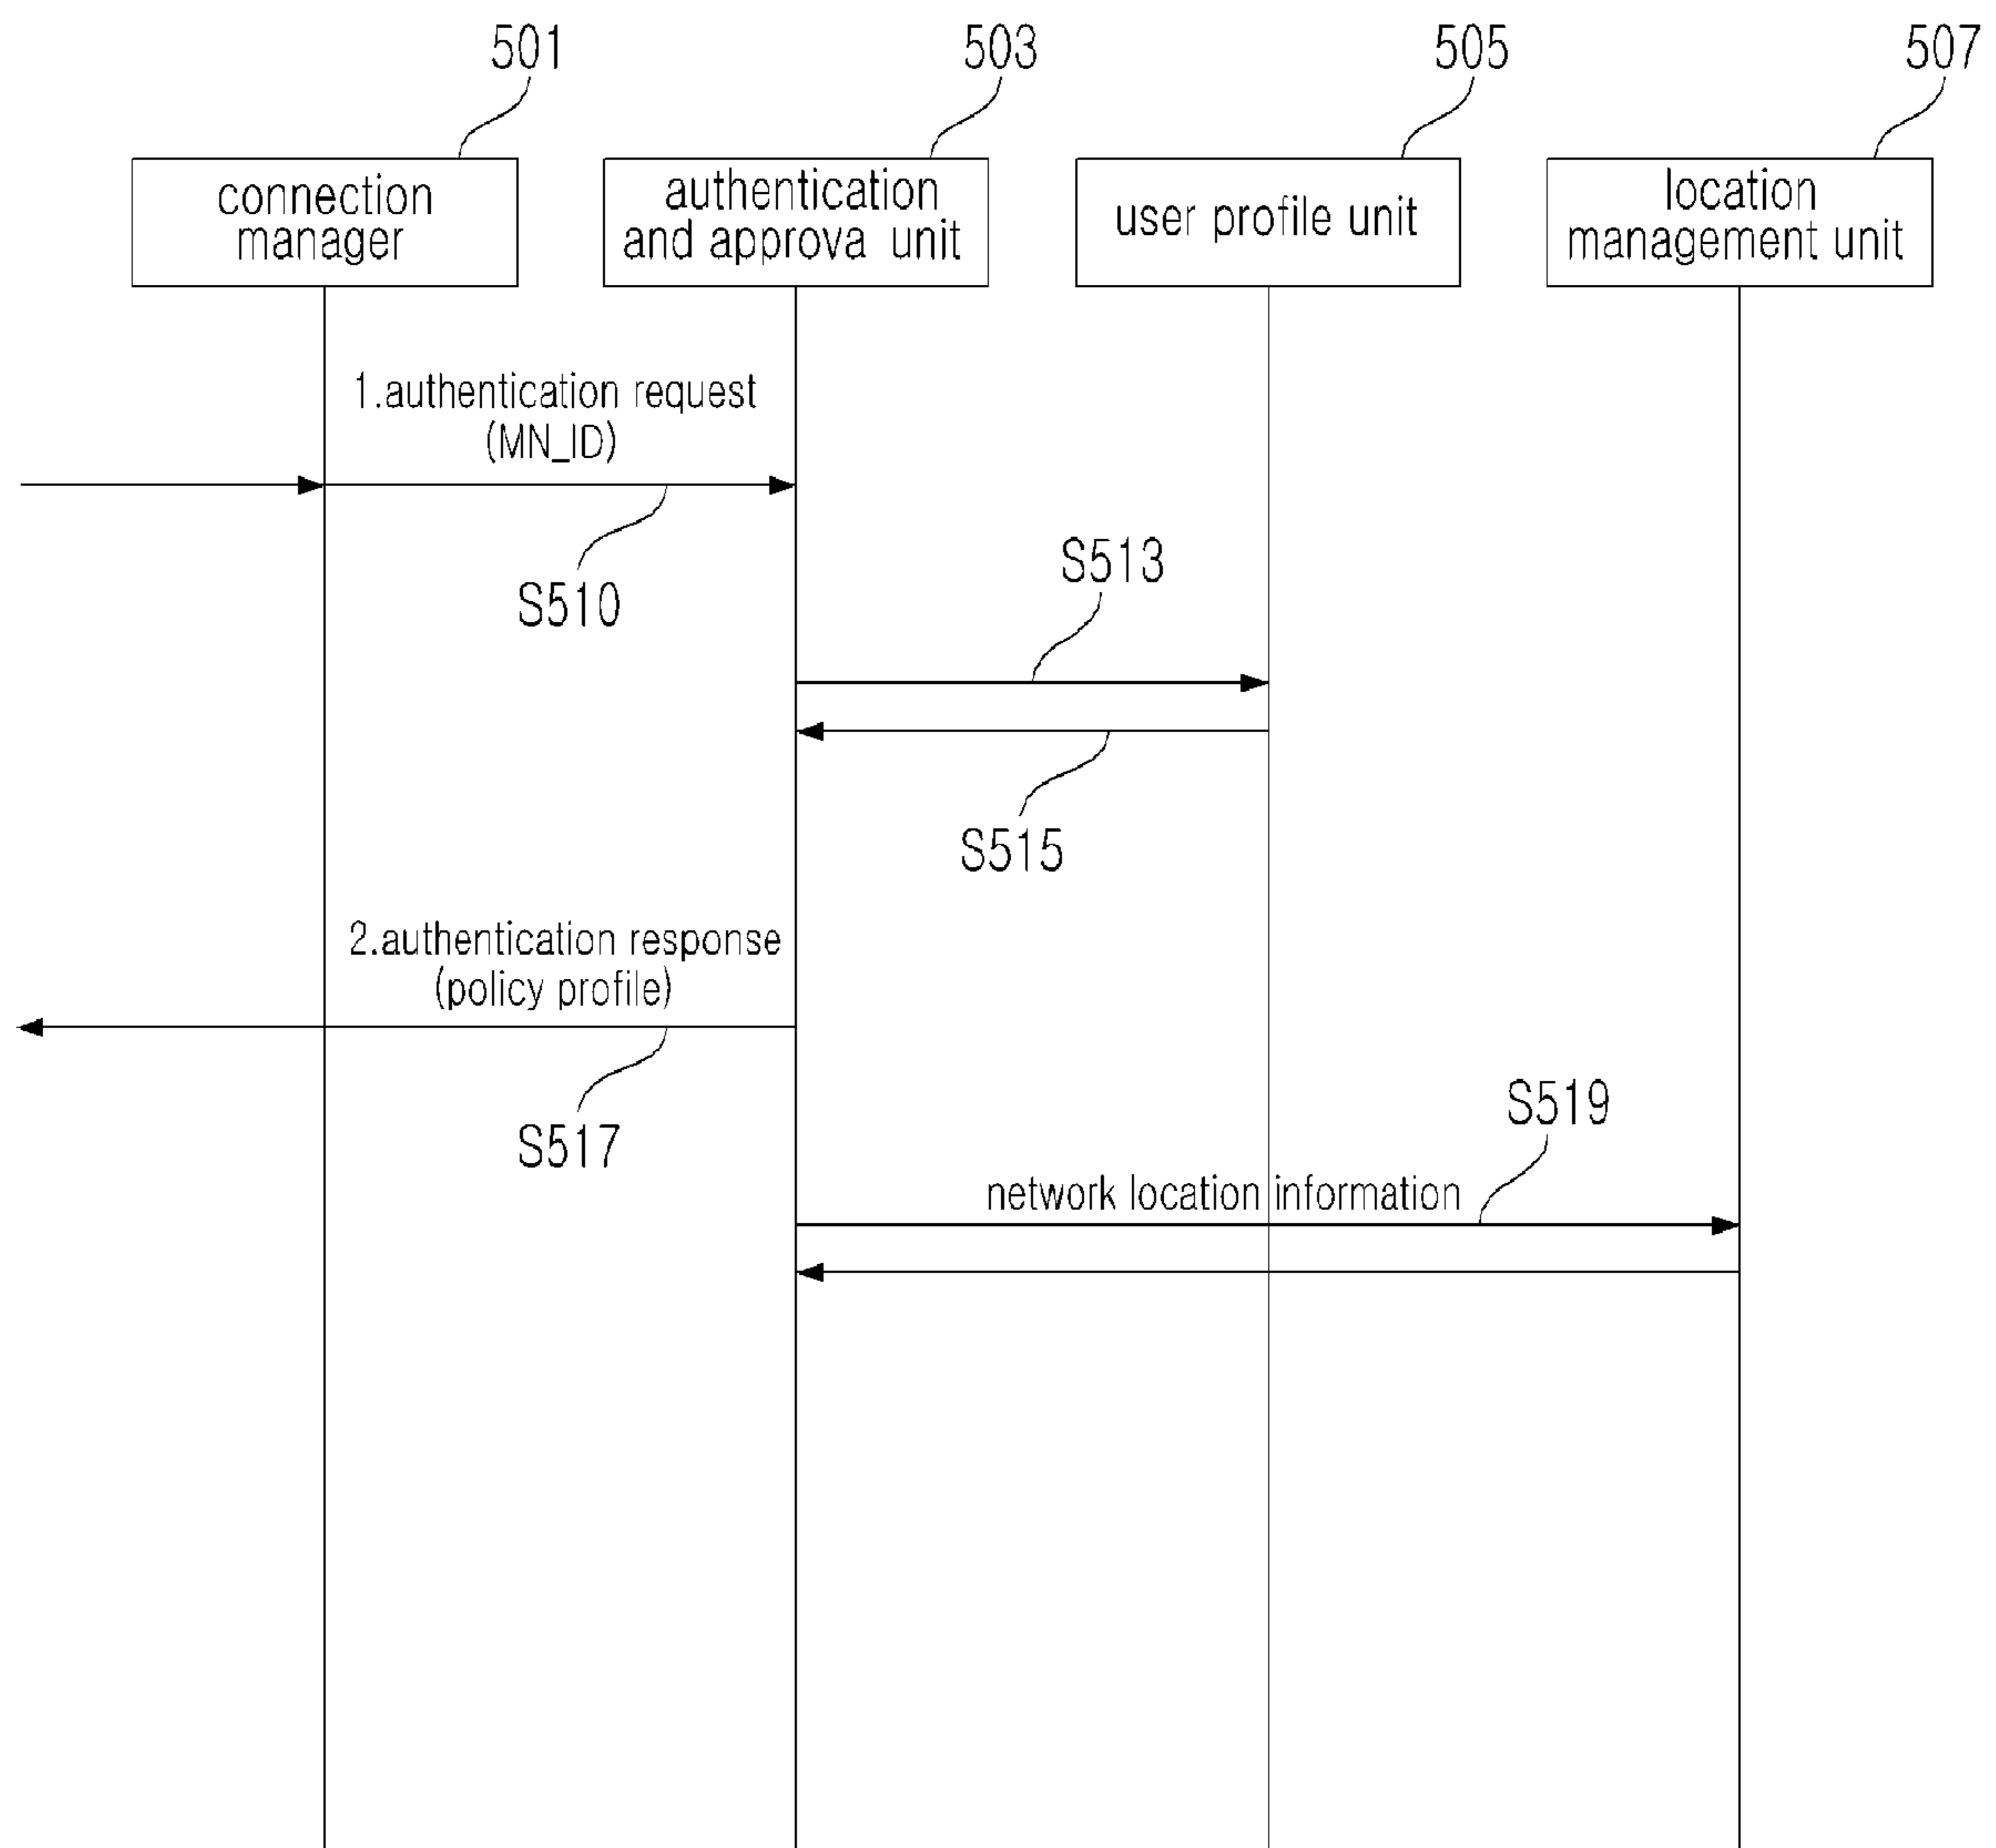 501
503
505
507
connection
manager
authentication
and approva unit
user profile unit
location
management unit
1.authentication request
(MN_ID)
S510
S513
S515
2.authentication response
(policy profile)
S517
S519
network location information